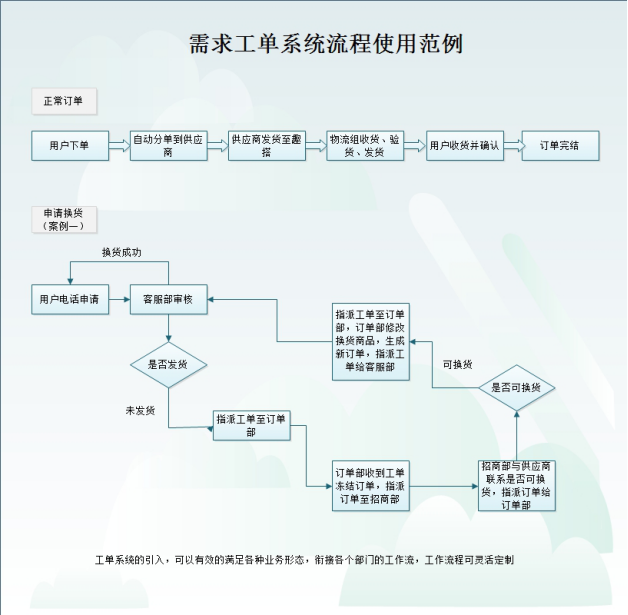 需求工单系统流程使用范例
正常订单
用户下单
自动分单到供应
商
供应商发货至趣
搭
物流组收货、验
货、发货
用户收货并确认
订单完结
申请换货
（案例一）
换货成功
用户电话申请
客服部审核
指派工单至订单
部，订单部修改
换货商品，生成
新订单，指派工
单给客服部
是否发货
可换货
是否可换货
未发货
指派工单至订单
部
订单部收到工单
冻结订单，指派
订单至招商部
招商部与供应商
联系是否可换
货，指派订单给
订单部
工单系统的引入，可以有效的满足各种业务形态，衔接各个部门的工作流，工作流程可灵活定制